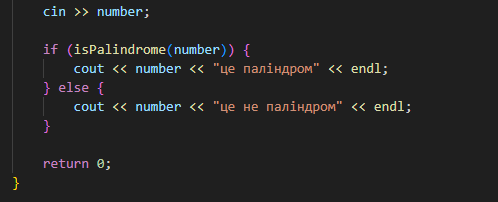 cin >> number;
if (isPalindrome(number)) {
cout << number << "це паліндром" << endl;
} else {
cout << number << "це не паліндром" << endl;
}
return 0;
}